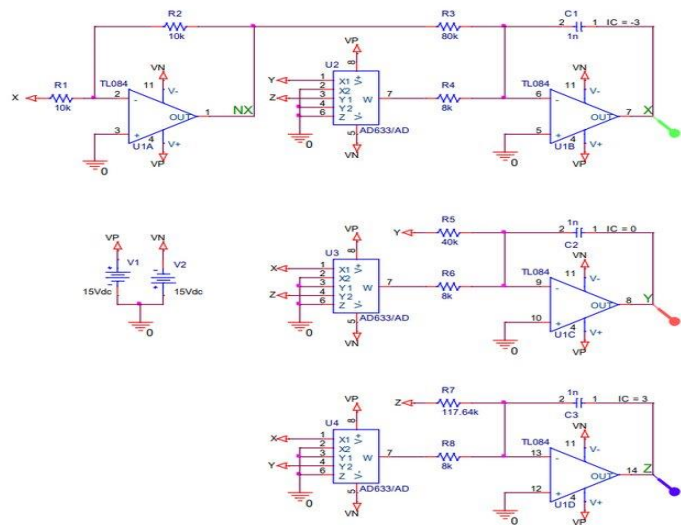 R2
10k
R3
80k
C1
2 1 IC = -3
1n
X
R1
10k
TL084
VN
11
V-
2
-
OUT
1
NX
3
+
4
V+
U1A
VP
0
VP
U2
8
Y
Z
1 X1 V+
2 X2
3 Y1 W 7
4 Y2
6 Z V-
AD633/AD
5
VN
0
R4
8k
TL084
VN
11
V-
6
-
OUT
7
X
5
+
4
V+
U1B
VP
0
VP
VN
V1
V2
15Vdc
15Vdc
0
Y
R5
40k
1n
2 1 IC = 0
C2
VP
U3
8
X
Z
1 X1 V+
2 X2
3 Y1 W 7
4 Y2
6 Z V-
AD633/AD
5
VN
0
R6
8k
TL084
VN
11
V-
9
-
OUT
8
Y
10
+
4
V+
U1C
VP
0
Z
R7
117.64k
1n
2 1 IC = 3
C3
VP
U4
8
X
Y
1 X1 V+
2 X2
3 Y1 W 7
4 Y2
6 Z V-
AD633/AD
5
VN
0
R8
8k
TL084
VN
11
V-
13
-
OUT
14
Z
12
+
4
V+
U1D
VP
0